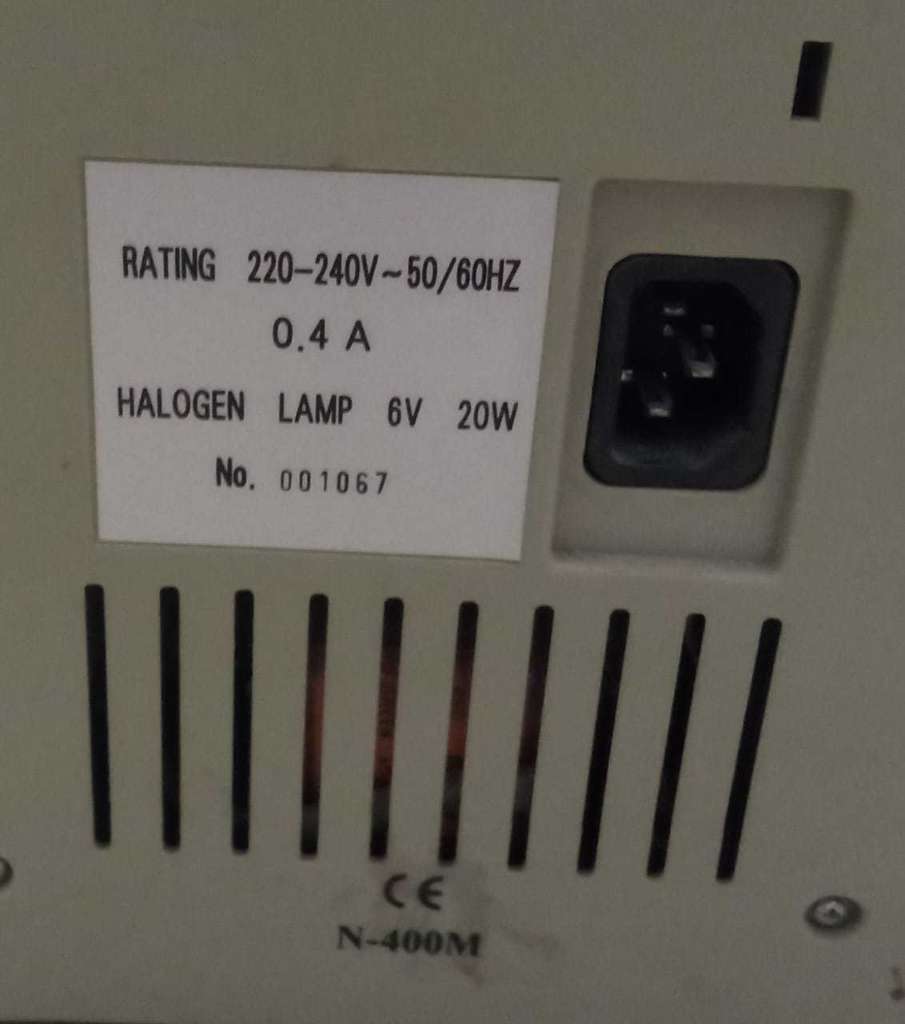 RATING 220-240V~50/60HZ
0.4 A
HALOGEN LAMP 6V 20W
No. 001067
CE
N-400M